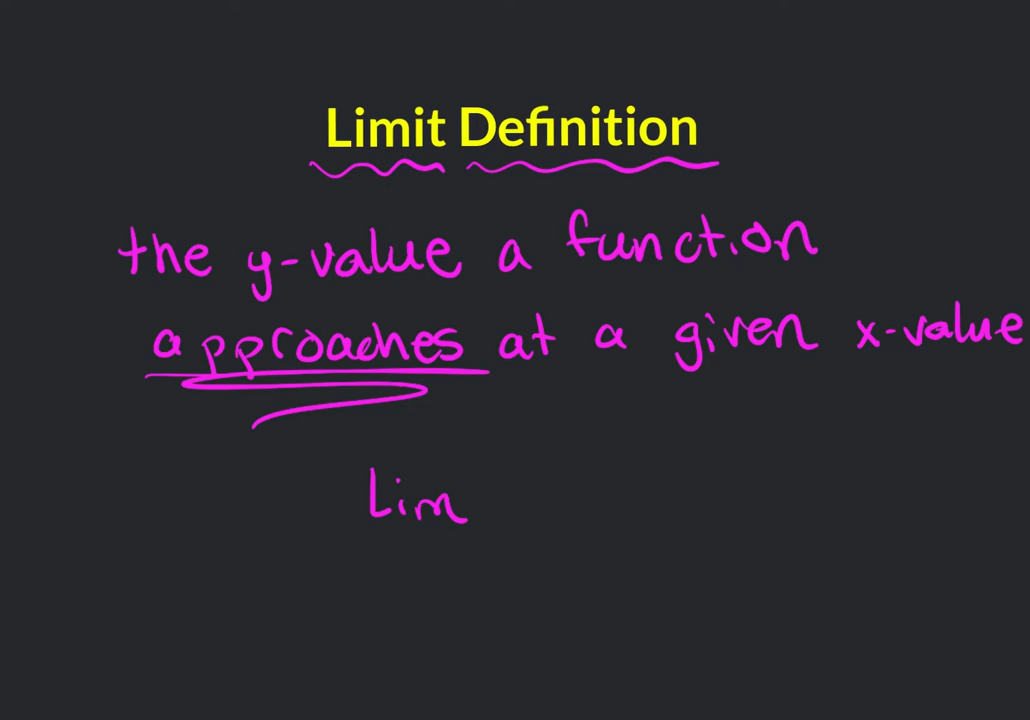 Limit Definition
the y-value a function
approaches at a given x-value
Lim